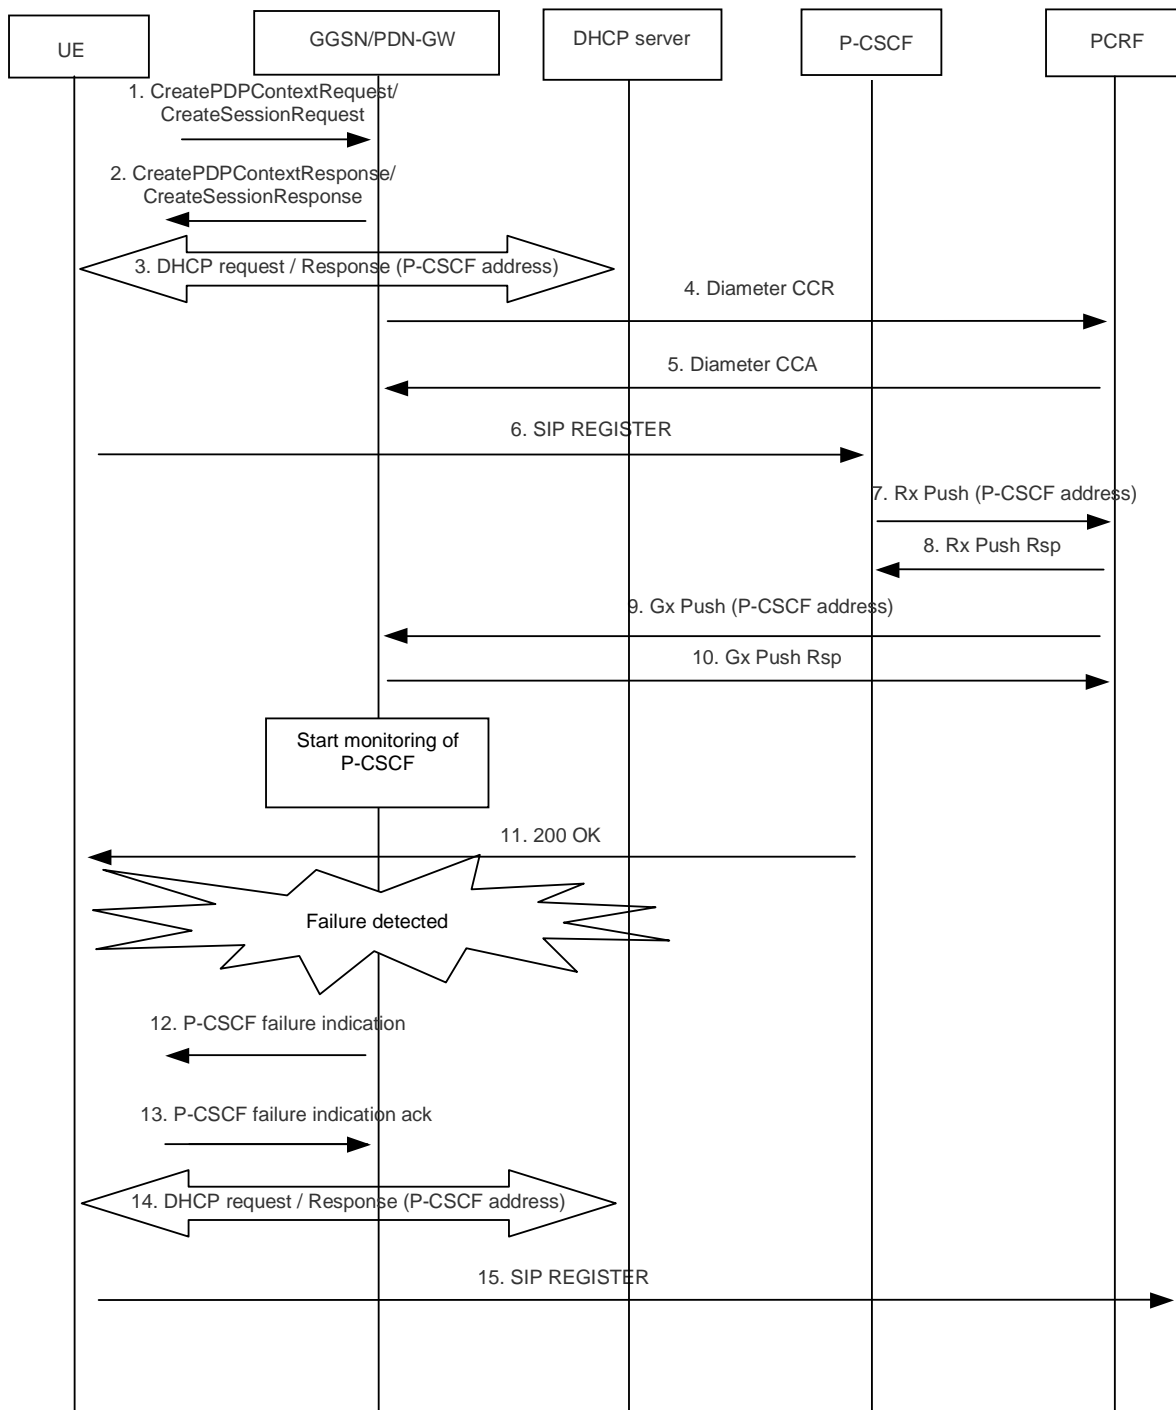 UE
GGSN/PDN-GW
DHCP server
P-CSCF
PCRF
1. CreatePDPContextRequest/
CreateSessionRequest
2. CreatePDPContextResponse/
CreateSessionResponse
3. DHCP request / Response (P-CSCF address)
4. Diameter CCR
5. Diameter CCA
6. SIP REGISTER
7. Rx Push (P-CSCF address)
8. Rx Push Rsp
9. Gx Push (P-CSCF address)
10. Gx Push Rsp
Start monitoring of
P-CSCF
11. 200 OK
Failure detected
12. P-CSCF failure indication
13. P-CSCF failure indication ack
14. DHCP request / Response (P-CSCF address)
15. SIP REGISTER